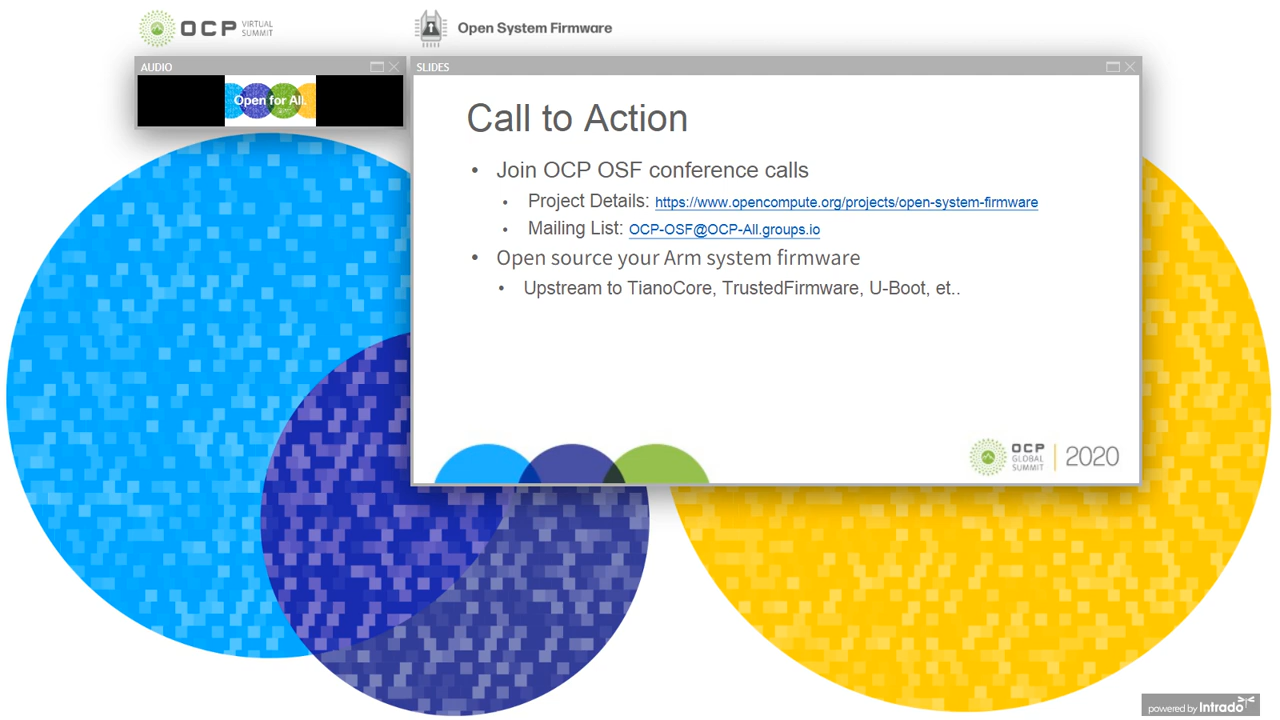 OCP VIRTUAL SUMMIT
Open System Firmware
AUDIO
Open for All.
SLIDES
Call to Action
• Join OCP OSF conference calls
• Project Details: https://www.opencompute.org/projects/open-system-firmware
• Mailing List: OCP-OSF@OCP-All.groups.io
• Open source your Arm system firmware
• Upstream to TianoCore, TrustedFirmware, U-Boot, et..
OCP
GLOBAL
SUMMIT
2020
powered by Intrado